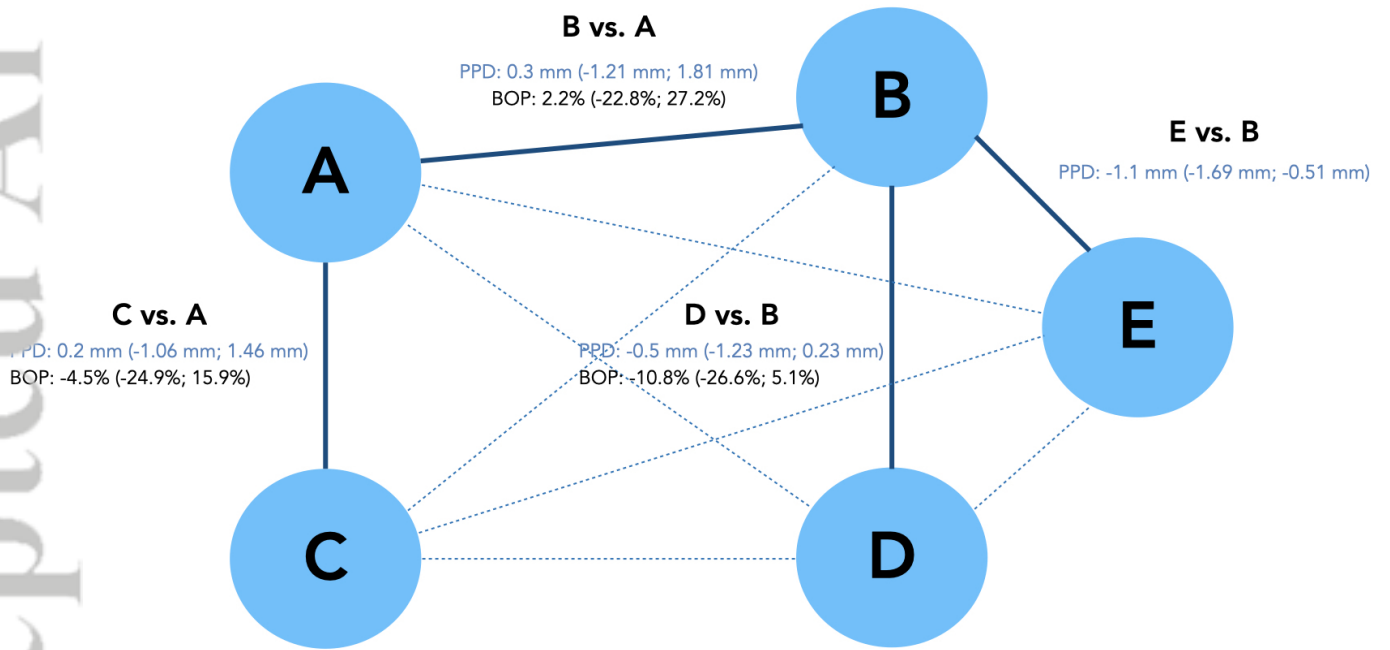 B vs. A
PPD: 0.3 mm (-1.21 mm; 1.81 mm)
BOP: 2.2% (-22.8%; 27.2%)
B
E vs. B
PPD: -1.1 mm (-1.69 mm; -0.51 mm)
A
C vs. A
PPD: 0.2 mm (-1.06 mm; 1.46 mm)
BOP: -4.5% (-24.9%; 15.9%)
D vs. B
PPD: -0.5 mm (-1.23 mm; 0.23 mm)
BOP: -10.8% (-26.6%; 5.1%)
E
C
D